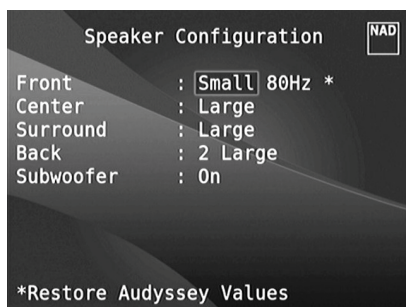 Speaker Configuration
NAD
Front : Small 80Hz *
Center : Large
Surround : Large
Back : 2 Large
Subwoofer : On
*Restore Audyssey Values